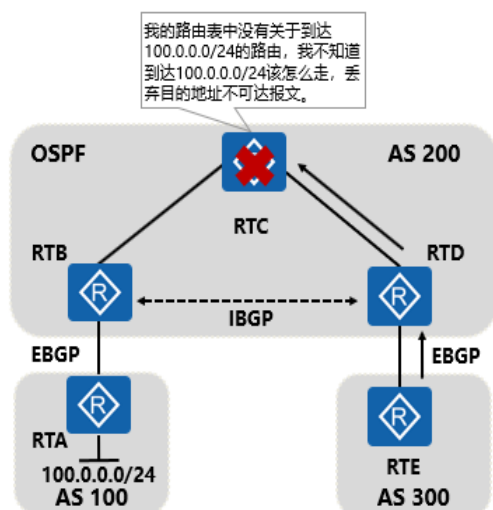 我的路由表中没有关于到达
100.0.0.0/24的路由，我不知道
到达100.0.0.0/24该怎么走，丢
弃目的地址不可达报文。
OSPF
AS 200
RTC
RTB
RTD
R
R
IBGP
EBGP
EBGP
R
R
RTA
RTE
100.0.0.0/24
AS 100
AS 300